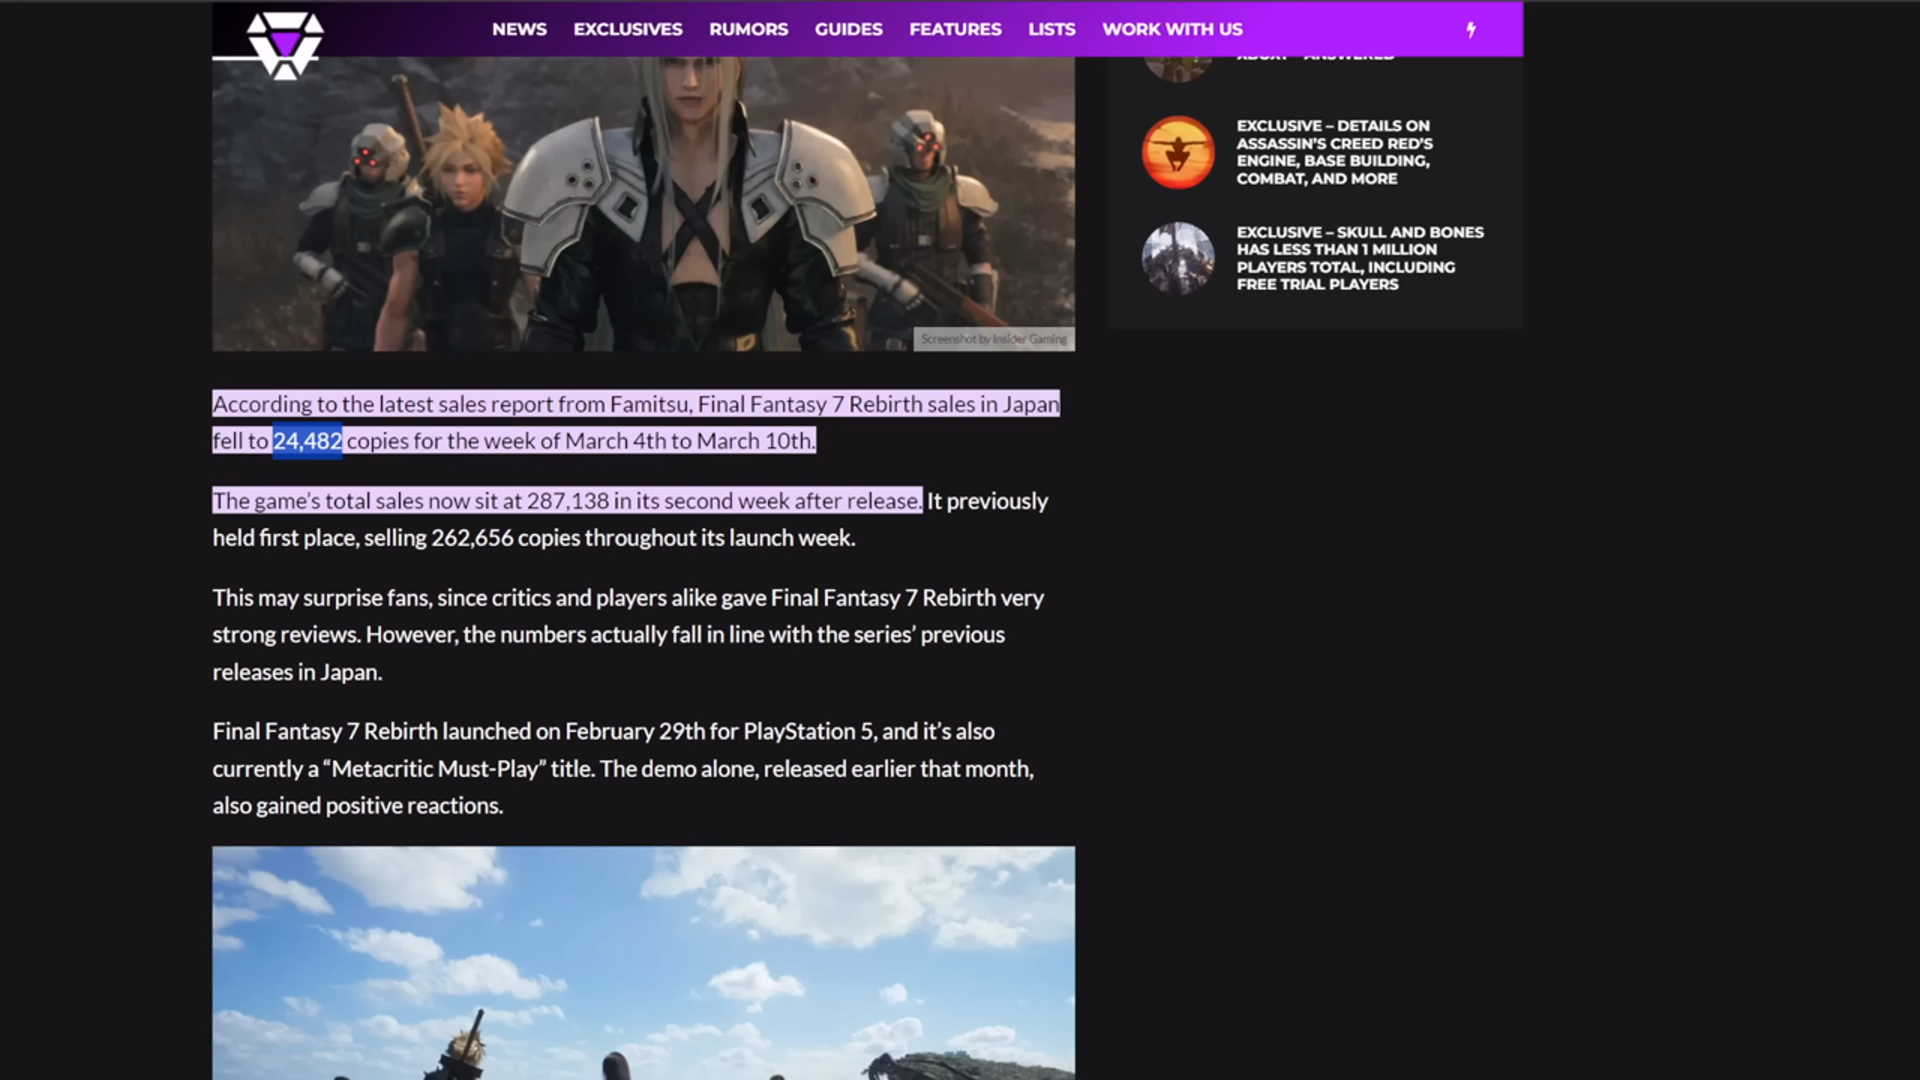 NEWS EXCLUSIVES RUMORS GUIDES FEATURES LISTS WORK WITH US
ABOXY – ANSWERED
EXCLUSIVE – DETAILS ON
ASSASSIN'S CREED RED'S
ENGINE, BASE BUILDING,
COMBAT, AND MORE
EXCLUSIVE – SKULL AND BONES
HAS LESS THAN 1 MILLION
PLAYERS TOTAL, INCLUDING
FREE TRIAL PLAYERS
Screenshot by Insider Gaming
According to the latest sales report from Famitsu, Final Fantasy 7 Rebirth sales in Japan
fell to 24,482 copies for the week of March 4th to March 10th.
The game's total sales now sit at 287,138 in its second week after release. It previously
held first place, selling 262,656 copies throughout its launch week.
This may surprise fans, since critics and players alike gave Final Fantasy 7 Rebirth very
strong reviews. However, the numbers actually fall in line with the series' previous
releases in Japan.
Final Fantasy 7 Rebirth launched on February 29th for PlayStation 5, and it's also
currently a “Metacritic Must-Play” title. The demo alone, released earlier that month,
also gained positive reactions.